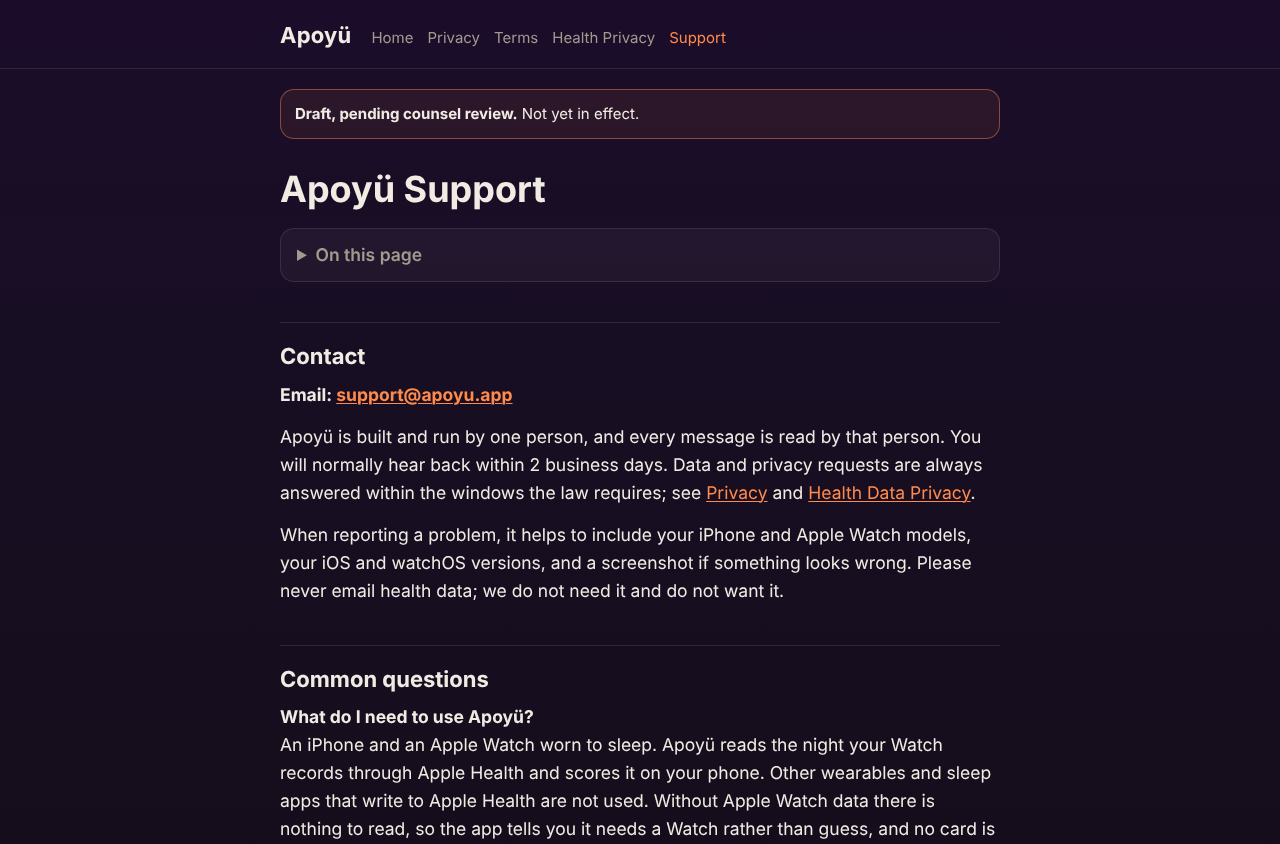 Apoyü Home Privacy Terms Health Privacy Support
Draft, pending counsel review. Not yet in effect.
Apoyü Support
On this page
Contact
Email: support@apoyu.app
Apoyü is built and run by one person, and every message is read by that person. You
will normally hear back within 2 business days. Data and privacy requests are always
answered within the windows the law requires; see Privacy and Health Data Privacy.
When reporting a problem, it helps to include your iPhone and Apple Watch models,
your iOS and watchOS versions, and a screenshot if something looks wrong. Please
never email health data; we do not need it and do not want it.
Common questions
What do I need to use Apoyü?
An iPhone and an Apple Watch worn to sleep. Apoyü reads the night your Watch
records through Apple Health and scores it on your phone. Other wearables and sleep
apps that write to Apple Health are not used. Without Apple Watch data there is
nothing to read, so the app tells you it needs a Watch rather than guess, and no card is